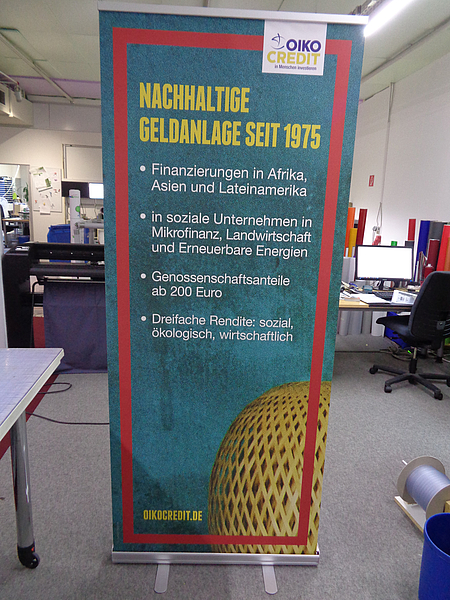 OIKO
CREDIT
in Menschen investieren
NACHHALTIGE
GELDANLAGE SEIT 1975
• Finanzierungen in Afrika,
Asien und Lateinamerika
• in soziale Unternehmen in
Mikrofinanz, Landwirtschaft
und Erneuerbare Energien
• Genossenschaftsanteile
ab 200 Euro
• Dreifache Rendite: sozial,
ökologisch, wirtschaftlich
OIKOCREDIT.DE